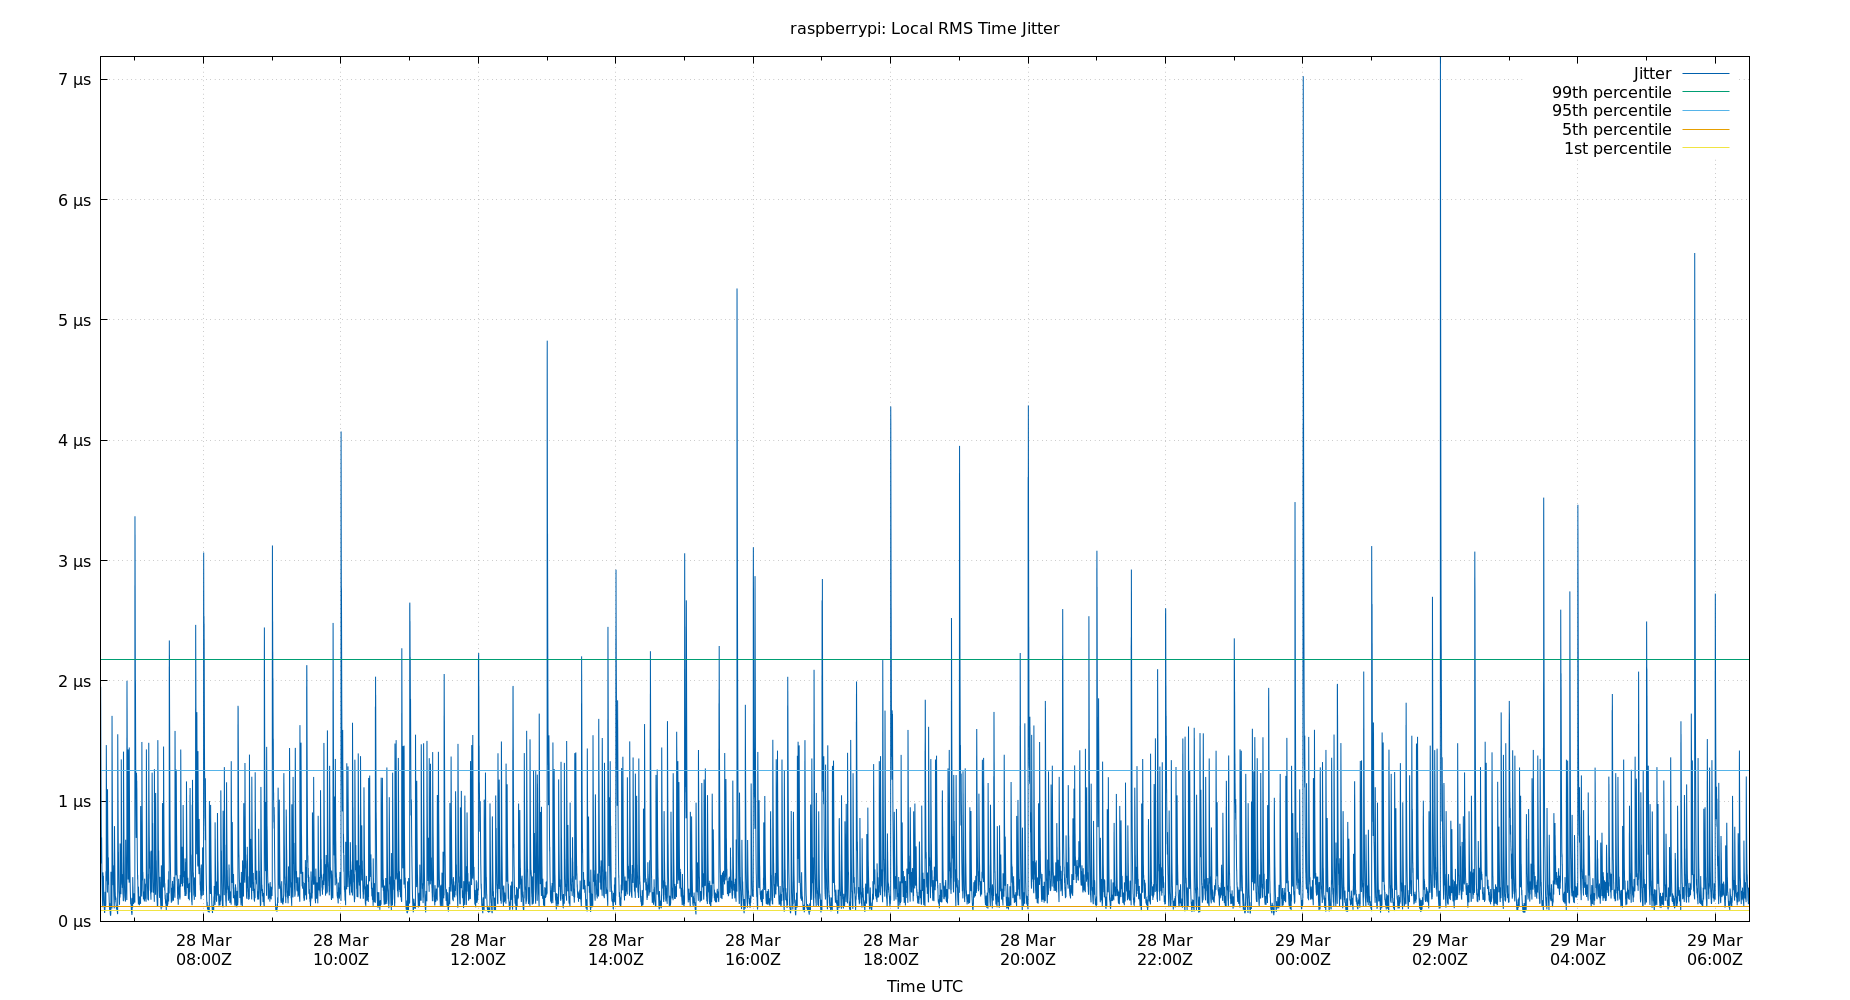 raspberrypi: Local RMS Time Jitter
7 µs
6 µs
5 µs
4 µs
3 µs
2 µs
1 µs
0 µs
Jitter
99th percentile
95th percentile
5th percentile
1st percentile
28 Mar
08:00Z
28 Mar
10:00Z
28 Mar
12:00Z
28 Mar
14:00Z
28 Mar
16:00Z
28 Mar
18:00Z
28 Mar
20:00Z
28 Mar
22:00Z
29 Mar
00:00Z
29 Mar
02:00Z
29 Mar
04:00Z
29 Mar
06:00Z
Time UTC